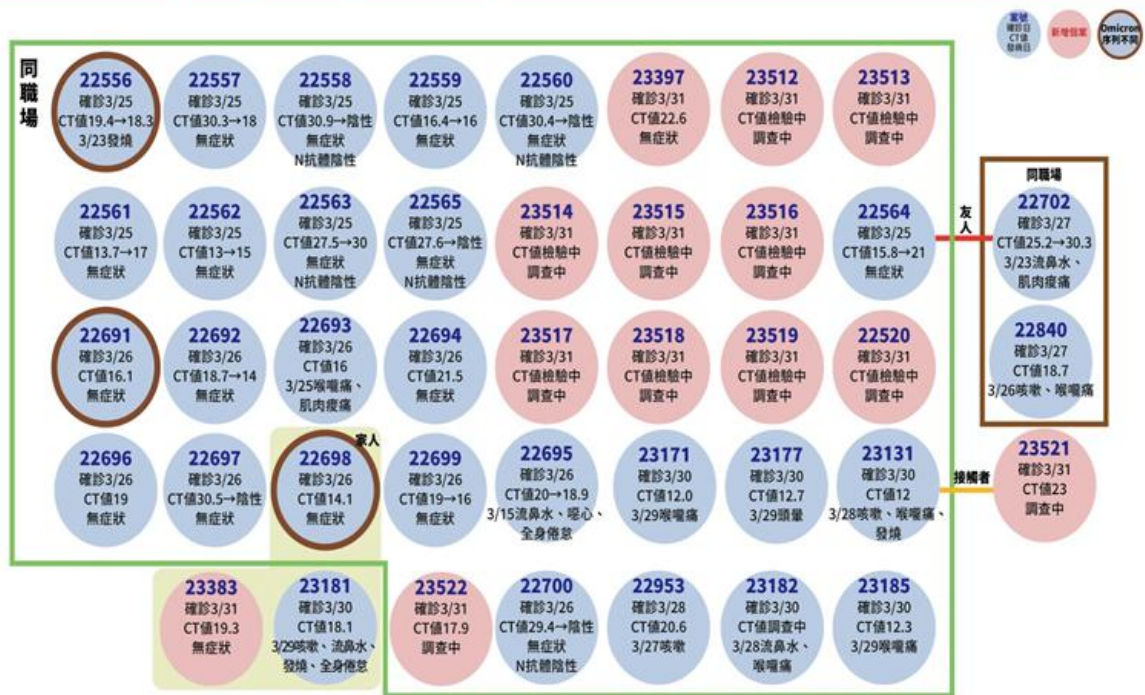 案號
確診日
CT值
發病日
新增個案
Omicron
序列不同
同職場
22556
確診3/25
CT值19.4→18.3
3/23發燒
22557
確診3/25
CT值30.3→18
無症狀
22558
確診3/25
CT值30.9→陰性
無症狀
N抗體陰性
22559
確診3/25
CT值16.4→16
無症狀
22560
確診3/25
CT值30.4→陰性
無症狀
N抗體陰性
23397
確診3/31
CT值22.6
無症狀
23512
確診3/31
CT值檢驗中
調查中
23513
確診3/31
CT值檢驗中
調查中
22561
確診3/25
CT值13.7→17
無症狀
22562
確診3/25
CT值13→15
無症狀
22563
確診3/25
CT值27.5→30
無症狀
N抗體陰性
22565
確診3/25
CT值27.6→陰性
無症狀
N抗體陰性
23514
確診3/31
CT值檢驗中
調查中
23515
確診3/31
CT值檢驗中
調查中
23516
確診3/31
CT值檢驗中
調查中
22564
確診3/25
CT值15.8→21
無症狀
友人
同職場
22702
確診3/27
CT值25.2→30.3
3/23流鼻水、
肌肉痠痛
22691
確診3/26
CT值16.1
無症狀
22692
確診3/26
CT值18.7→14
無症狀
22693
確診3/26
CT值16
3/25喉嚨痛、
肌肉痠痛
22694
確診3/26
CT值21.5
無症狀
23517
確診3/31
CT值檢驗中
調查中
23518
確診3/31
CT值檢驗中
調查中
23519
確診3/31
CT值檢驗中
調查中
22520
確診3/31
CT值檢驗中
調查中
22840
確診3/27
CT值18.7
3/26咳嗽、喉嚨痛
22696
確診3/26
CT值19
無症狀
22697
確診3/26
CT值30.5→陰性
無症狀
家人
22698
確診3/26
CT值14.1
無症狀
22699
確診3/26
CT值19→16
無症狀
22695
確診3/26
CT值20→18.9
3/15流鼻水、噁心、
全身倦怠
23171
確診3/30
CT值12.0
3/29喉嚨痛
23177
確診3/30
CT值12.7
3/29頭暈
23131
確診3/30
CT值12
3/28咳嗽、喉嚨痛、
發燒
接觸者
23521
確診3/31
CT值23
調查中
23383
確診3/31
CT值19.3
無症狀
23181
確診3/30
CT值18.1
3/29咳嗽、流鼻水、
發燒、全身倦怠
23522
確診3/31
CT值17.9
調查中
22700
確診3/26
CT值29.4→陰性
無症狀
N抗體陰性
22953
確診3/28
CT值20.6
3/27咳嗽
23182
確診3/30
CT值調查中
3/28流鼻水、
喉嚨痛
23185
確診3/30
CT值12.3
3/29喉嚨痛